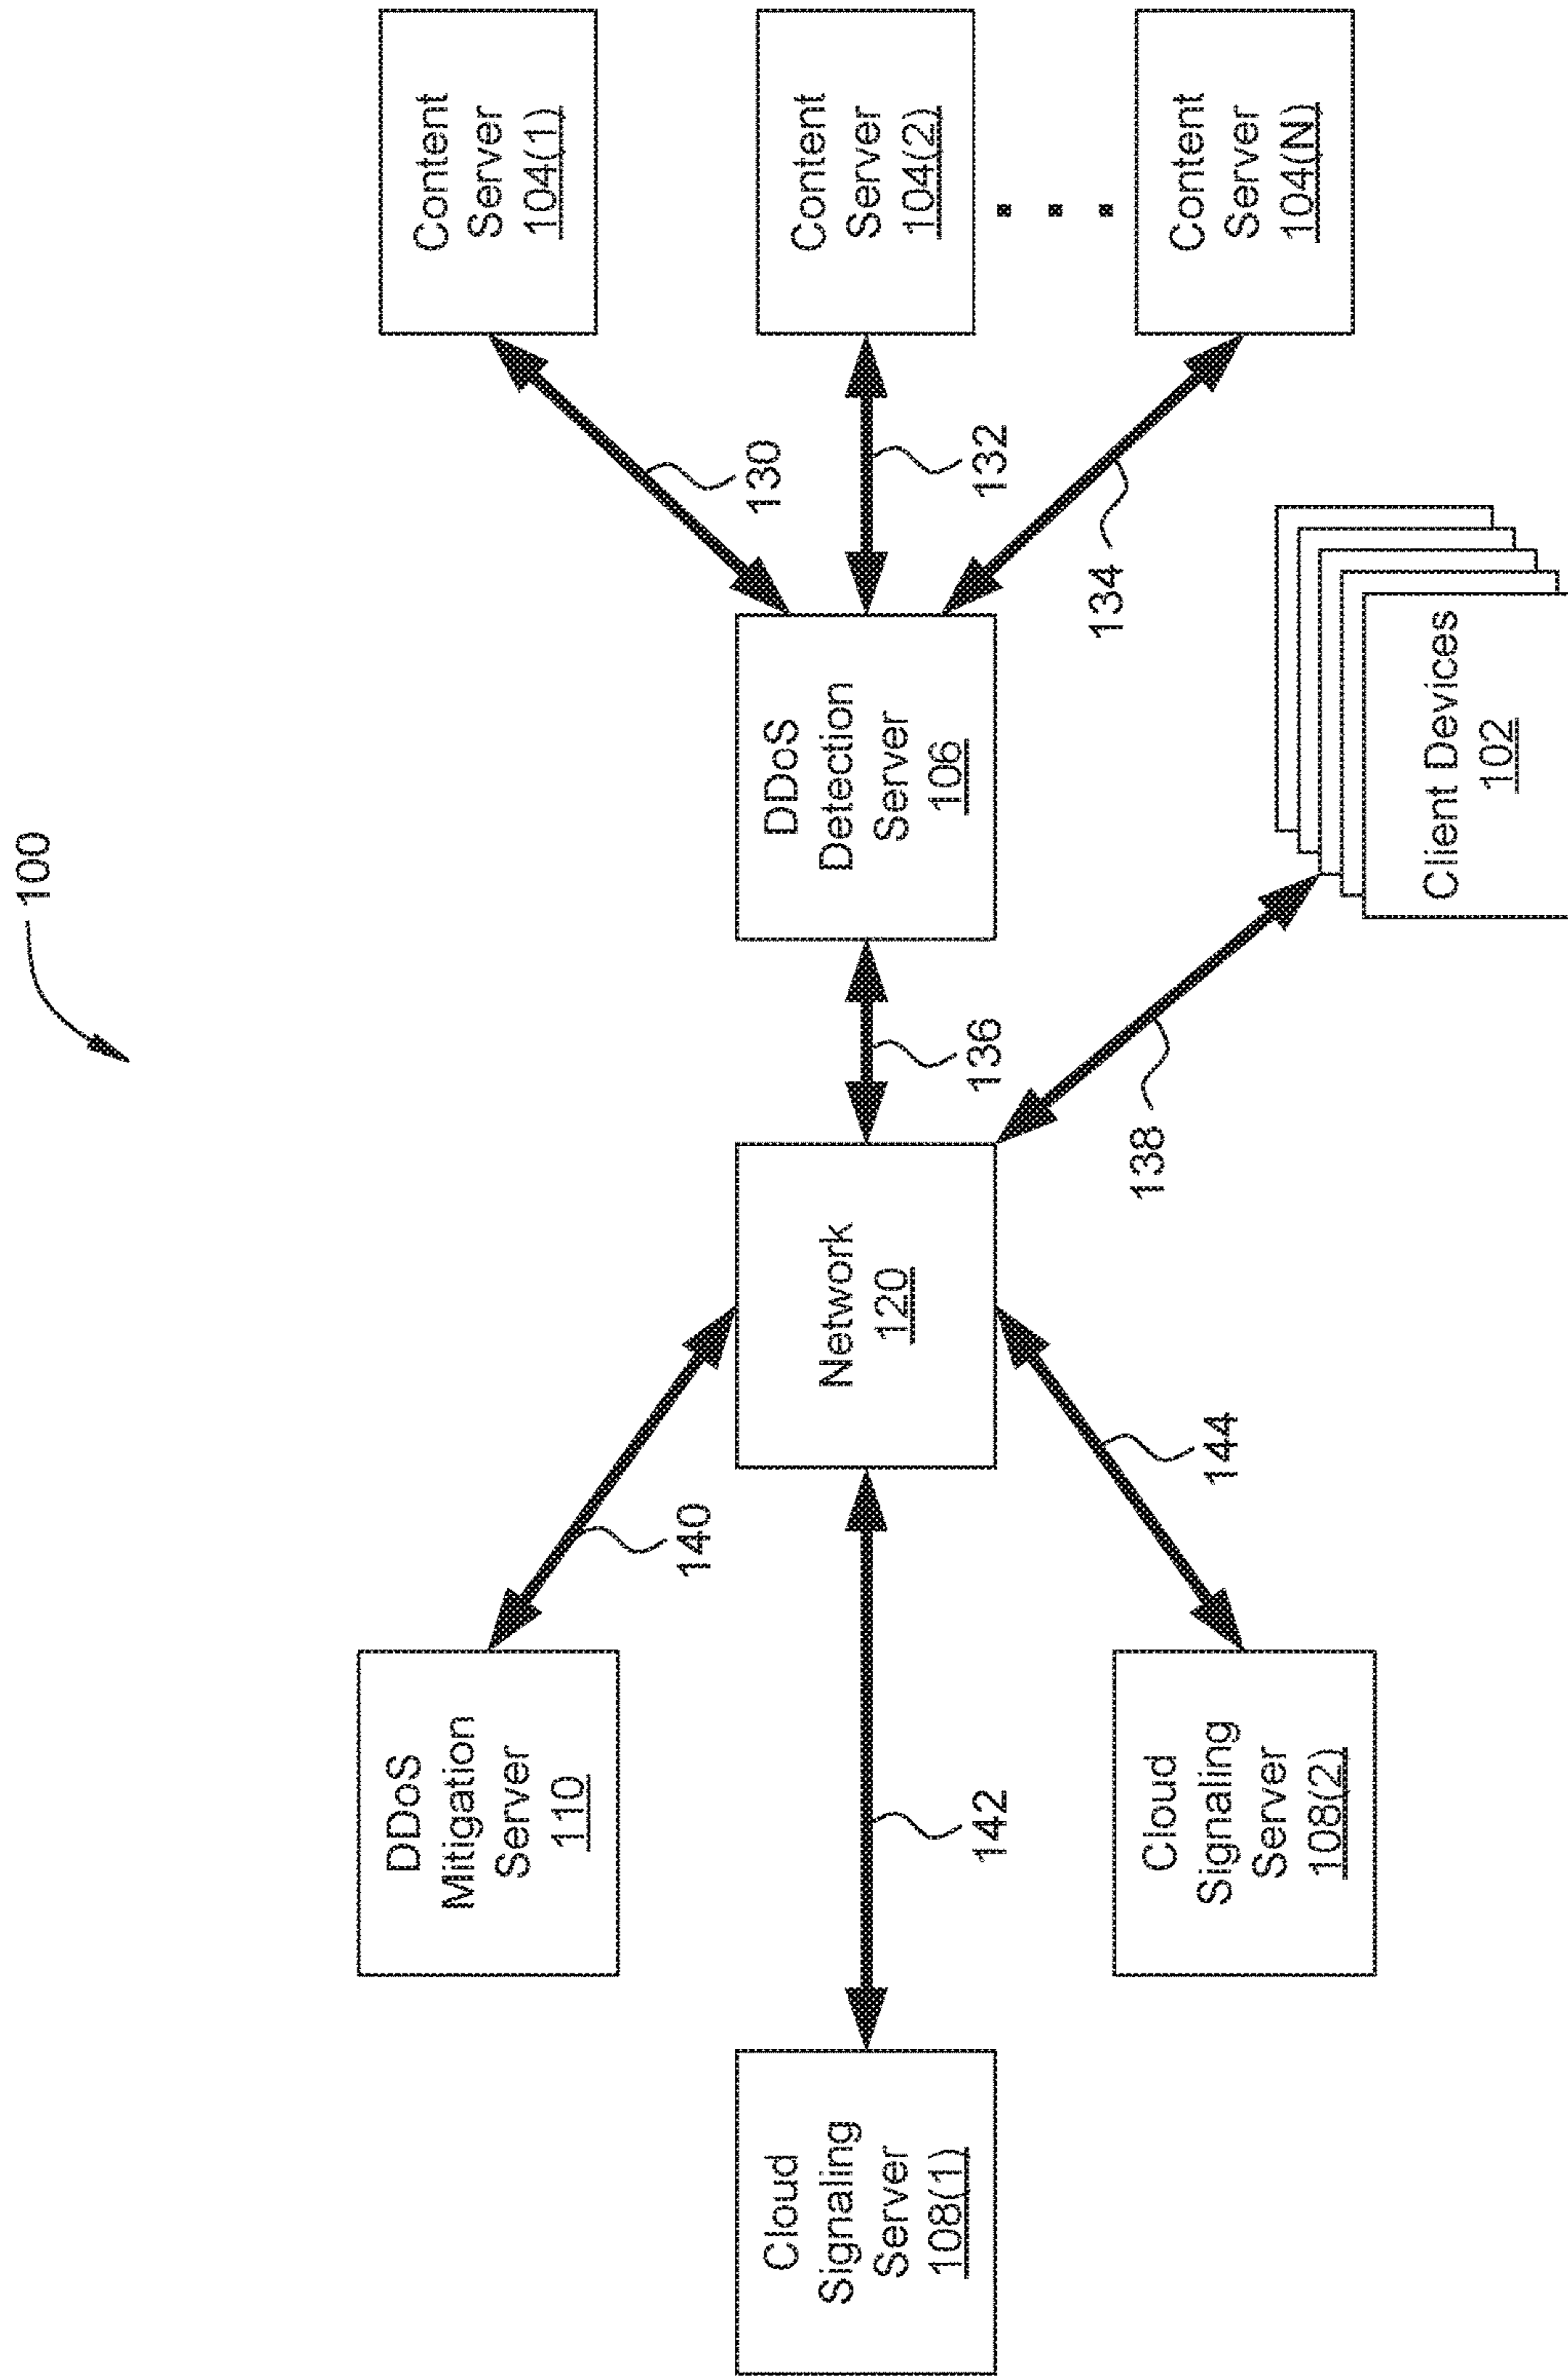 100
Content
Server
104(1)
Content
Server
104(2)
Content
Server
104(N)
130
132
134
DDoS
Detection
Server
106
Client Devices
102
136
138
Network
120
140
142
144
DDoS
Mitigation
Server
110
Cloud
Signaling
Server
108(2)
Cloud
Signaling
Server
108(1)